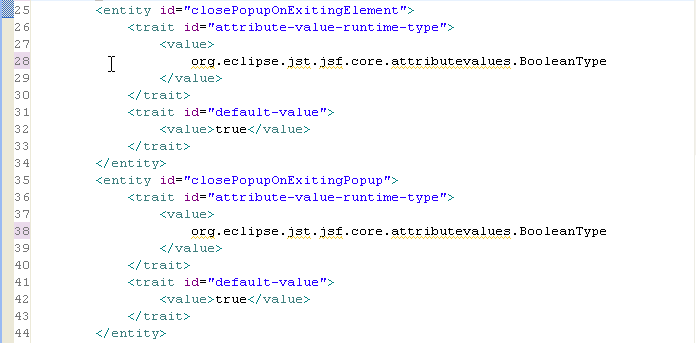 25 <entity id="closePopupOnExitingElement">
26 <trait id="attribute-value-runtime-type">
27 <value>
28 org.eclipse.jst.jsf.core.attributevalues.BooleanType
29 </value>
30 </trait>
31 <trait id="default-value">
32 <value>true</value>
33 </trait>
34 </entity>
35 <entity id="closePopupOnExitingPopup">
36 <trait id="attribute-value-runtime-type">
37 <value>
38 org.eclipse.jst.jsf.core.attributevalues.BooleanType
39 </value>
40 </trait>
41 <trait id="default-value">
42 <value>true</value>
43 </trait>
44 </entity>